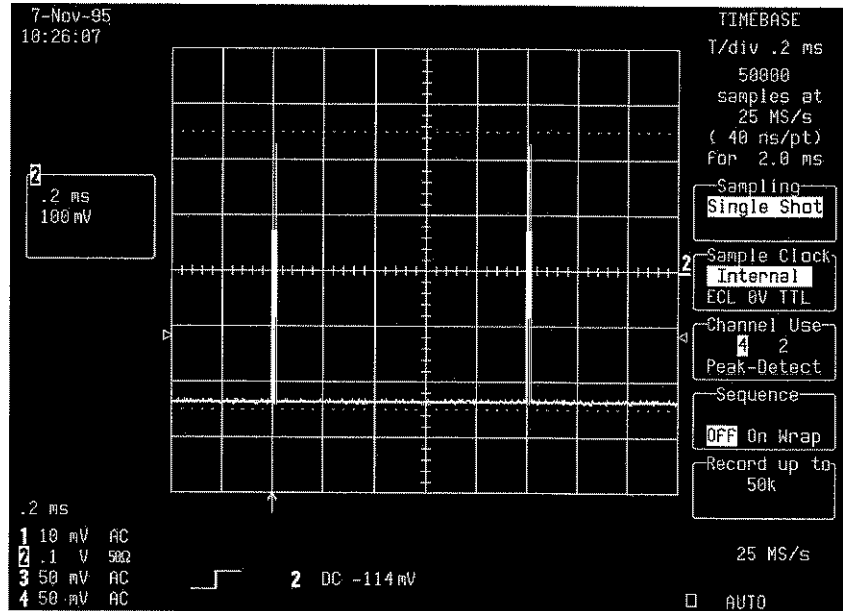 7-Nov-95
10:26:07
2
.2 ms
100 mV
TIMEBASE
T/div .2 ms
50000
samples at
25 MS/s
( 40 ns/pt)
for 2.0 ms
Sampling
Single Shot
2
Sample Clock
Internal
ECL 0V TTL
Channel Use
4 2
Peak-Detect
Sequence
OFF On Wrap
Record up to
50k
.2 ms
1 10 mV AC
2 .1 V 50Ω
3 50 mV AC
4 50 mV AC
2 DC -114 mV
25 MS/s
AUTO